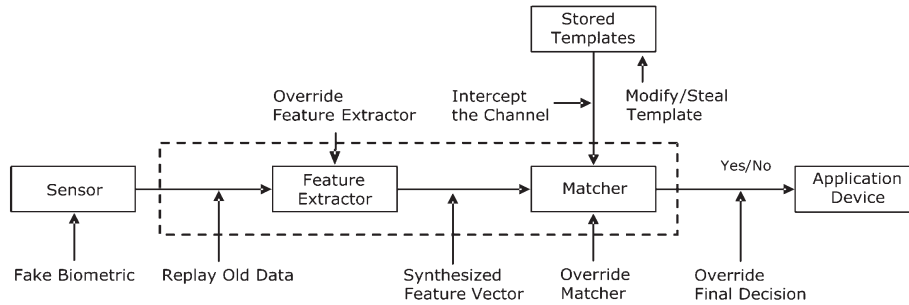 Stored
Templates
Override
Feature Extractor
Intercept
the Channel
Modify/Steal
Template
Sensor
Feature
Extractor
Matcher
Yes/No
Application
Device
Fake Biometric
Replay Old Data
Synthesized
Feature Vector
Override
Matcher
Override
Final Decision